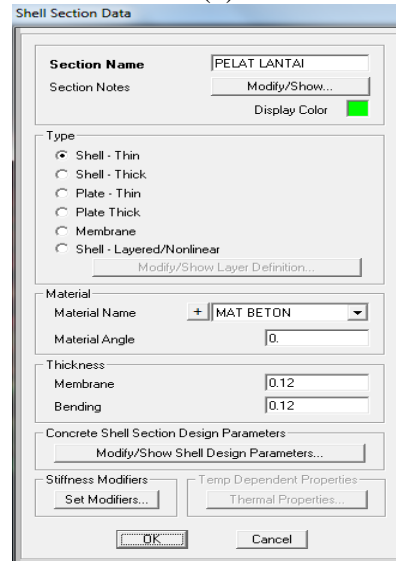 Shell Section Data
Section Name PELAT LANTAI
Section Notes Modify/Show...
Display Color
Type
Shell - Thin
Shell - Thick
Plate - Thin
Plate Thick
Membrane
Shell - Layered/Nonlinear
Modify/Show Layer Definition...
Material
Material Name + MAT BETON
Material Angle 0.
Thickness
Membrane 0.12
Bending 0.12
Concrete Shell Section Design Parameters
Modify/Show Shell Design Parameters...
Stiffness Modifiers Temp Dependent Properties
Set Modifiers... Thermal Properties...
OK Cancel